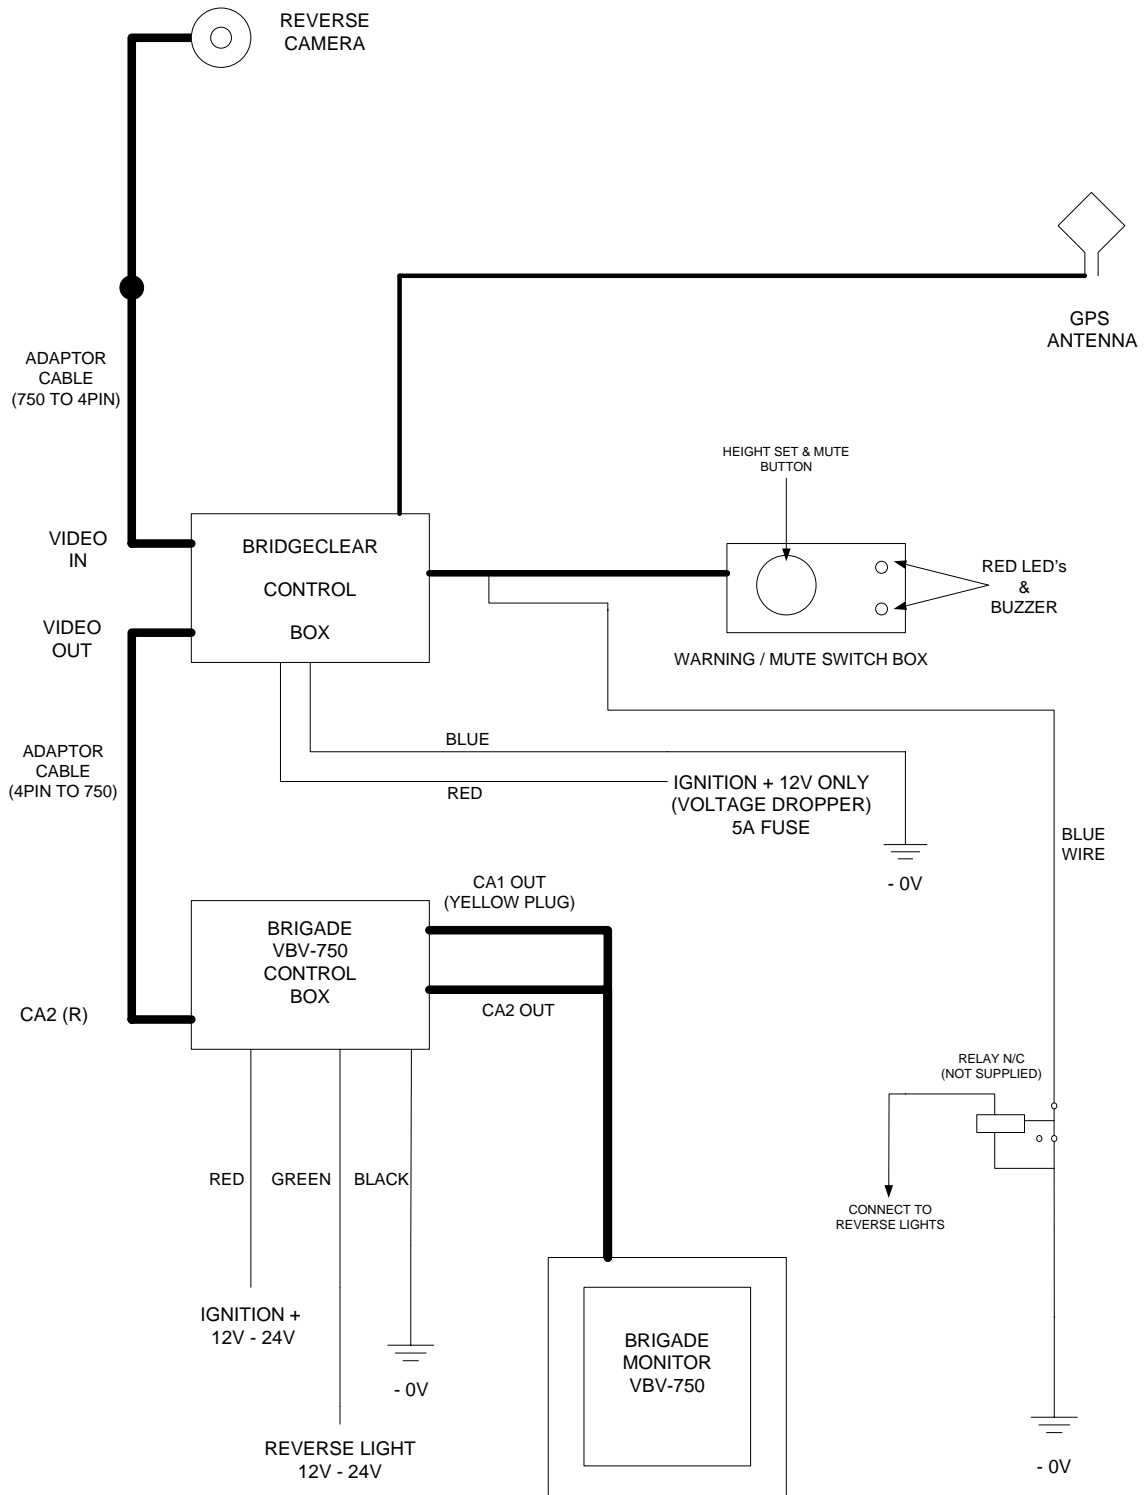 REVERSE
CAMERA
GPS
ANTENNA
ADAPTOR
CABLE
(750 TO 4PIN)
HEIGHT SET & MUTE
BUTTON
VIDEO
IN
BRIDGECLEAR
CONTROL
BOX
RED LED's
&
BUZZER
VIDEO
OUT
WARNING / MUTE SWITCH BOX
ADAPTOR
CABLE
(4PIN TO 750)
BLUE
RED
IGNITION + 12V ONLY
(VOLTAGE DROPPER)
5A FUSE
- 0V
BLUE
WIRE
CA1 OUT
(YELLOW PLUG)
BRIGADE
VBV-750
CONTROL
BOX
CA2 OUT
CA2 (R)
RELAY N/C
(NOT SUPPLIED)
RED
GREEN
BLACK
CONNECT TO
REVERSE LIGHTS
IGNITION +
12V - 24V
- 0V
REVERSE LIGHT
12V - 24V
BRIGADE
MONITOR
VBV-750
- 0V